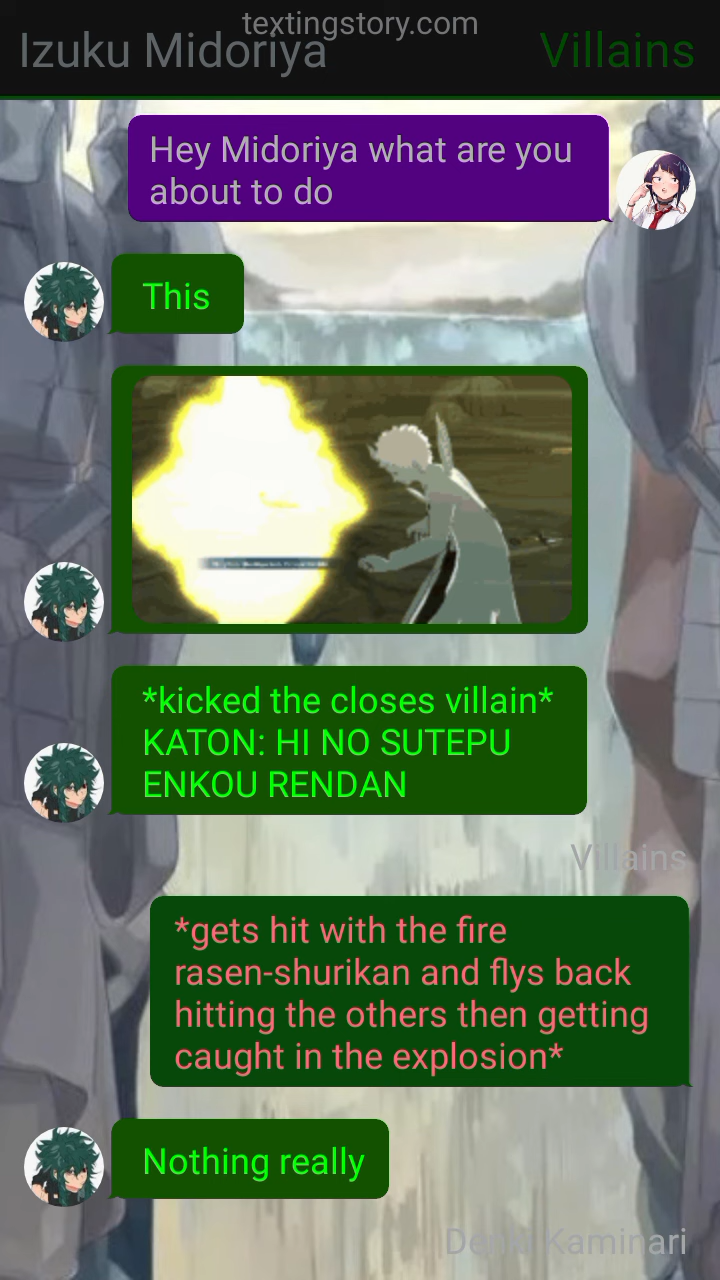 textingstory.com
Izuku Midoriya
Villains
Hey Midoriya what are you
about to do
This
*kicked the closes villain*
KATON: HI NO SUTEPU
ENKOU RENDAN
Villains
*gets hit with the fire
rasen-shurikan and flys back
hitting the others then getting
caught in the explosion*
Nothing really
Denki Kaminari